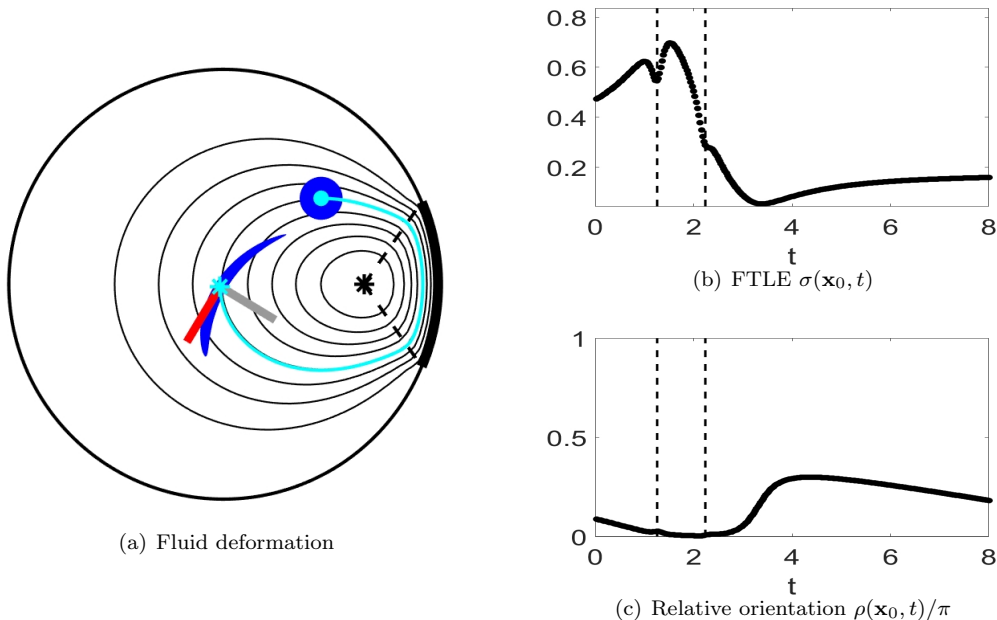 0.8
0.6
0.4
0.2
0 2 4 6 8
t
(b) FTLE σ(x₀, t)
(a) Fluid deformation
1
0.5
0
0 2 4 6 8
t
(c) Relative orientation ρ(x₀, t)/π